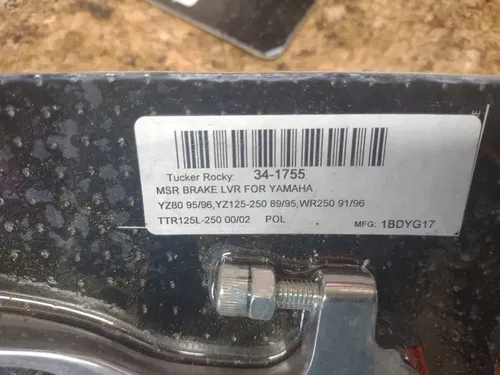 Tucker Rocky: 34-1755
MSR BRAKE LVR FOR YAMAHA
YZ80 95/96,YZ125-250 89/95,WR250 91/96
TTR125L-250 00/02 POL
MFG: 1BDYG17